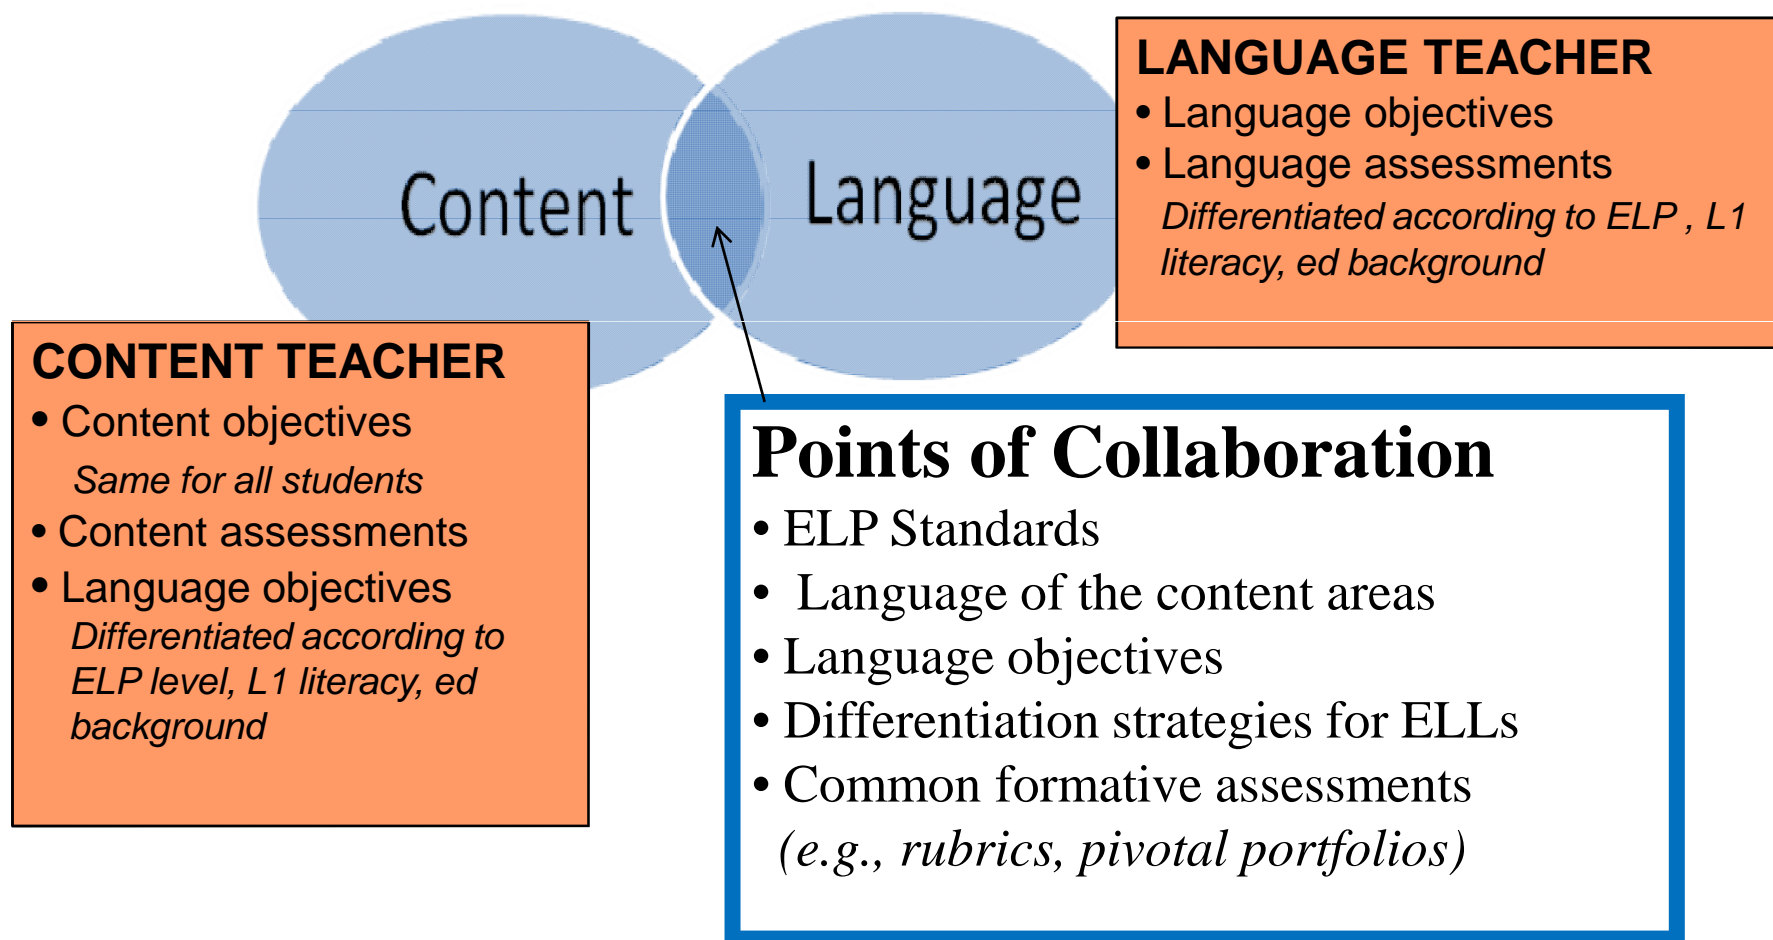 Content
Language
LANGUAGE TEACHER
• Language objectives
• Language assessments
Differentiated according to ELP , L1
literacy, ed background
CONTENT TEACHER
• Content objectives
Same for all students
• Content assessments
• Language objectives
Differentiated according to
ELP level, L1 literacy, ed
background
Points of Collaboration
• ELP Standards
• Language of the content areas
• Language objectives
• Differentiation strategies for ELLs
• Common formative assessments
(e.g., rubrics, pivotal portfolios)